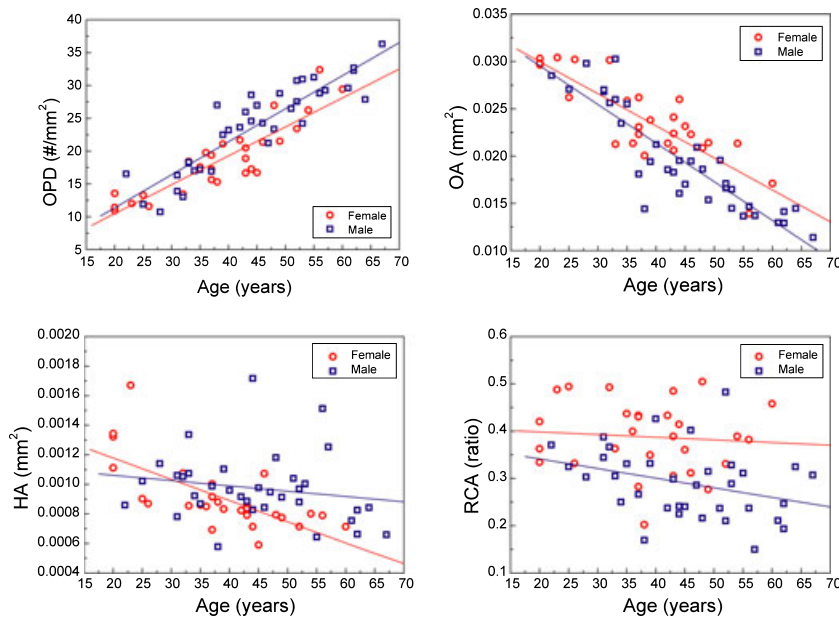 40
35
30
25
20
15
10
5
OPD (#/mm²)
Female
Male
15 20 25 30 35 40 45 50 55 60 65 70
Age (years)
0.035
0.030
0.025
0.020
0.015
0.010
OA (mm²)
Female
Male
15 20 25 30 35 40 45 50 55 60 65 70
Age (years)
0.0020
0.0018
0.0016
0.0014
0.0012
0.0010
0.0008
0.0006
0.0004
HA (mm²)
Female
Male
15 20 25 30 35 40 45 50 55 60 65 70
Age (years)
0.6
0.5
0.4
0.3
0.2
0.1
RCA (ratio)
Female
Male
15 20 25 30 35 40 45 50 55 60 65 70
Age (years)